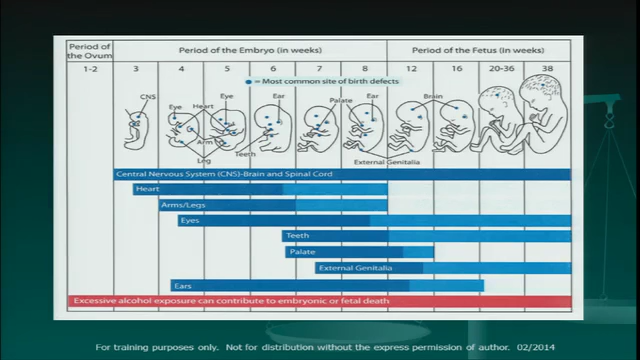 Period of the Ovum
Period of the Embryo (in weeks)
Period of the Fetus (In weeks)
1-2
3
4
5
6
7
8
12
16
20-36
38
= Most common site of birth defects
CNS
Eye
Heart
Eye
Ear
Palate
Ear
Brain
Arm
Leg
Teeth
External Genitalia
Central Nervous System (CNS)-Brain and Spinal Cord
Heart
Arms/Legs
Eyes
Teeth
Palate
External Genitalia
Ears
Excessive alcohol exposure can contribute to embryonic or fetal death
For training purposes only. Not for distribution without the express permission of author. 02/2014